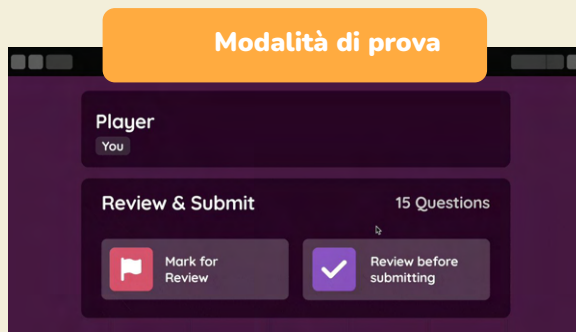 Modalità di prova
Player
You
Review & Submit
15 Questions
Mark for
Review
Review before
submitting